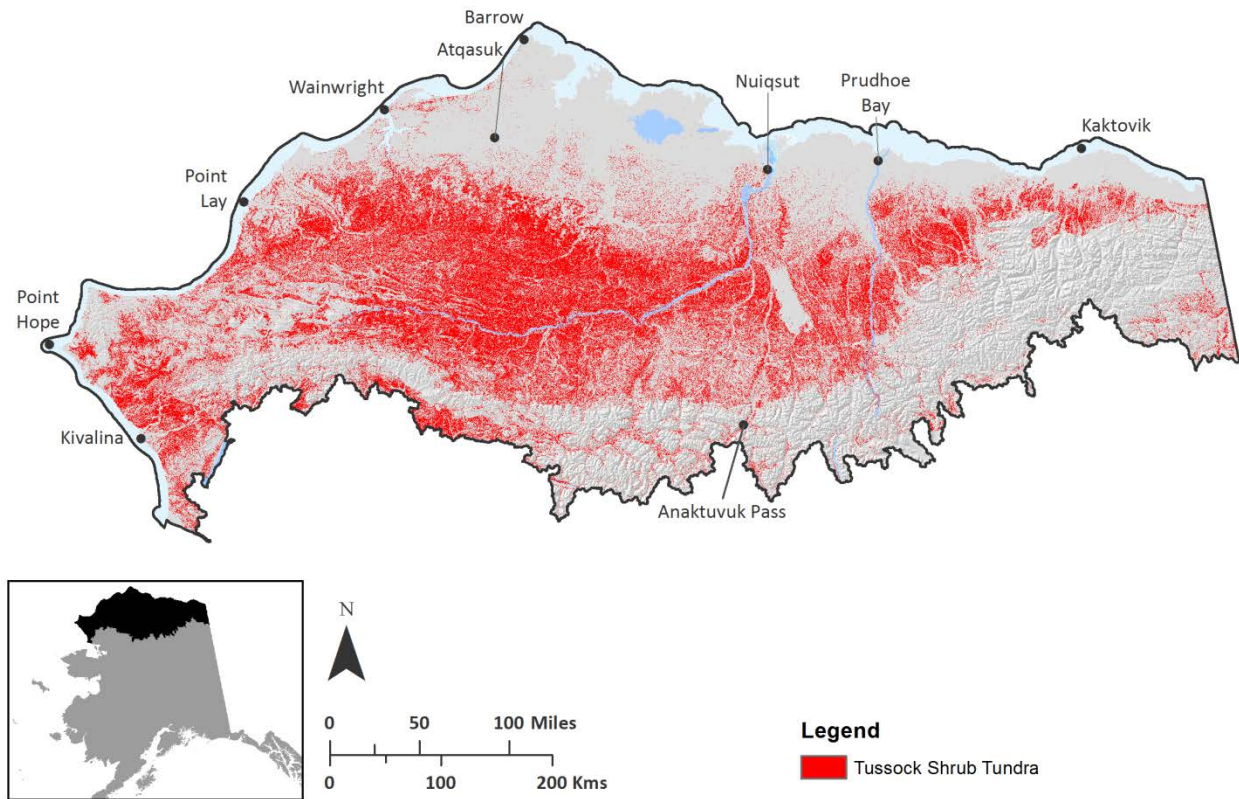 Barrow
Atqasuk
Wainwright
Nuiqsut
Prudhoe
Bay
Kaktovik
Point
Lay
Point
Hope
Kivalina
Anaktuvuk Pass
N
0 50 100 Miles
0 100 200 Kms
Legend
Tussock Shrub Tundra